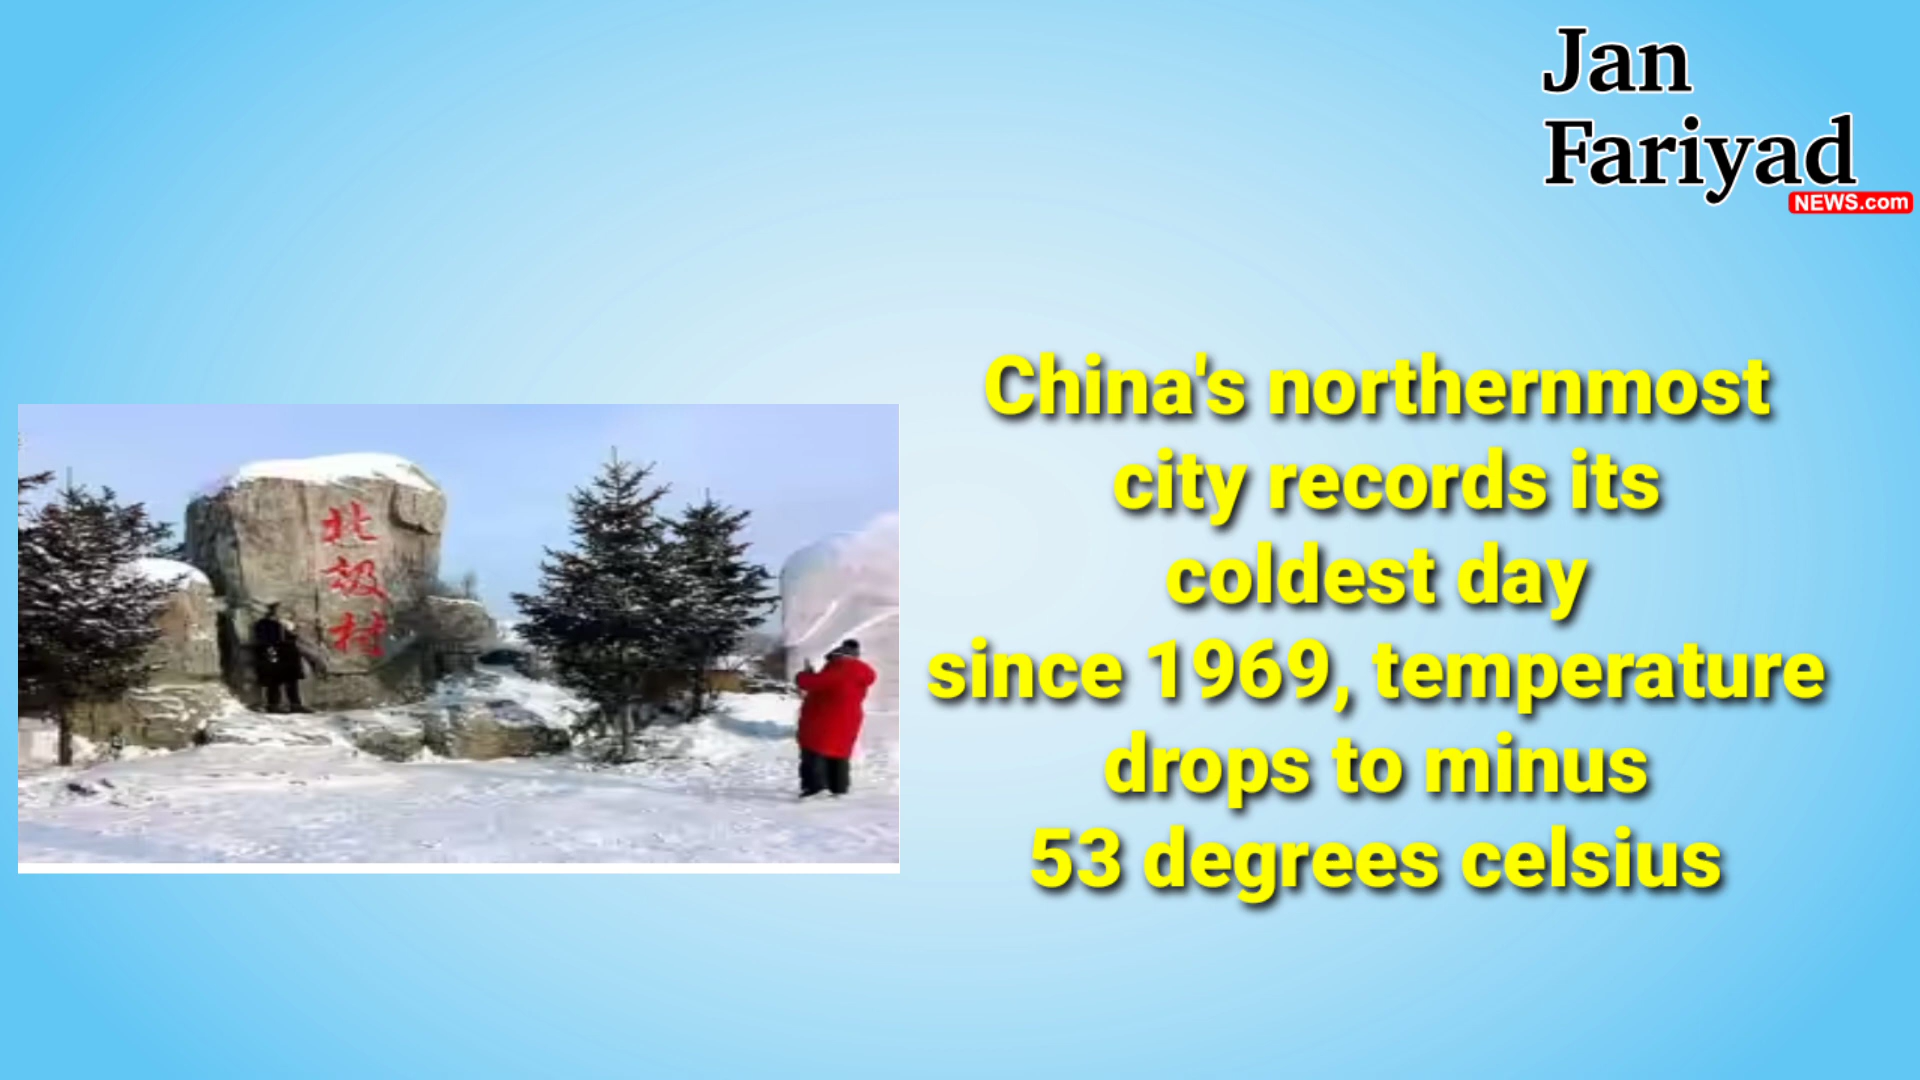 Jan
Fariyad
NEWS.com
China's northernmost
city records its
coldest day
since 1969, temperature
drops to minus
53 degrees celsius
北
极
村